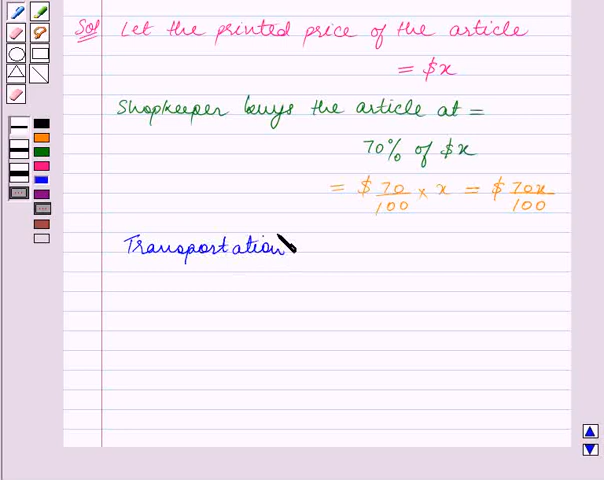 Sol Let the printed price of the article
= $x
Shopkeeper buys the article at =
70% of $x
= $ 70/100 × x = $ 70x/100
Transportation